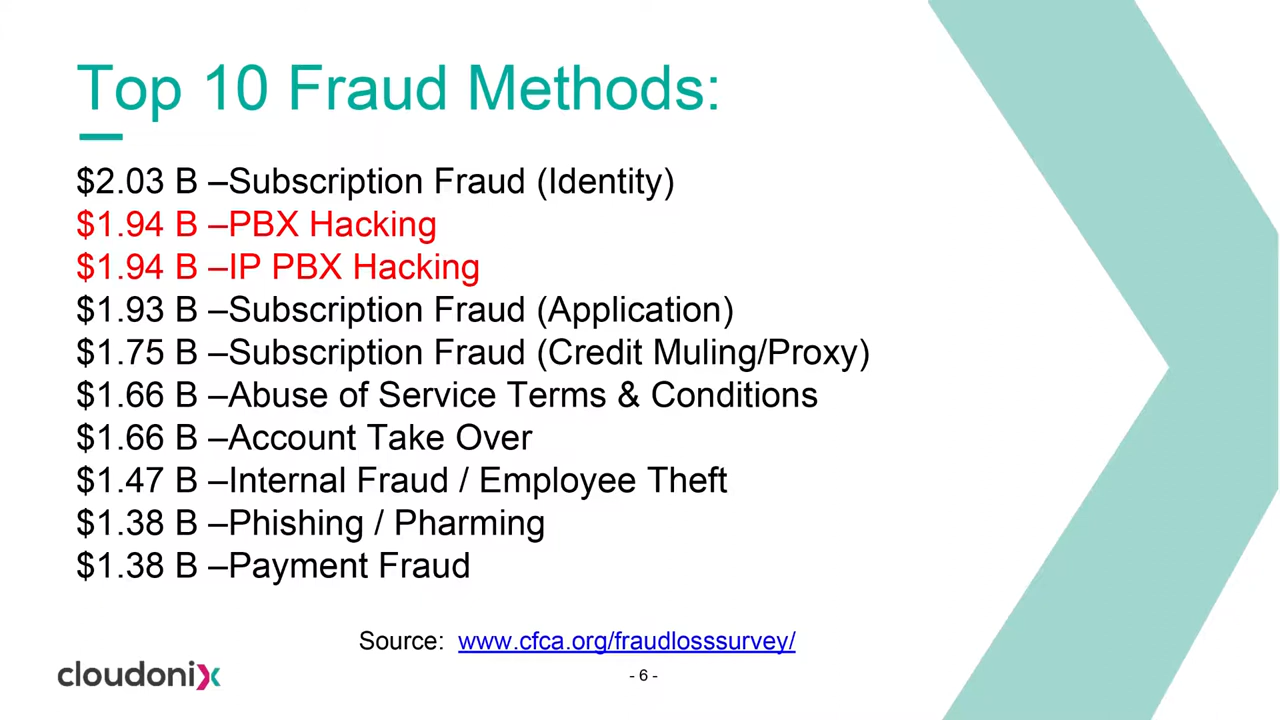 Top 10 Fraud Methods:
$2.03 B –Subscription Fraud (Identity)
$1.94 B –PBX Hacking
$1.94 B –IP PBX Hacking
$1.93 B –Subscription Fraud (Application)
$1.75 B –Subscription Fraud (Credit Muling/Proxy)
$1.66 B –Abuse of Service Terms & Conditions
$1.66 B –Account Take Over
$1.47 B –Internal Fraud / Employee Theft
$1.38 B –Phishing / Pharming
$1.38 B –Payment Fraud
Source: www.cfca.org/fraudlosssurvey/
cloudonix
- 6 -